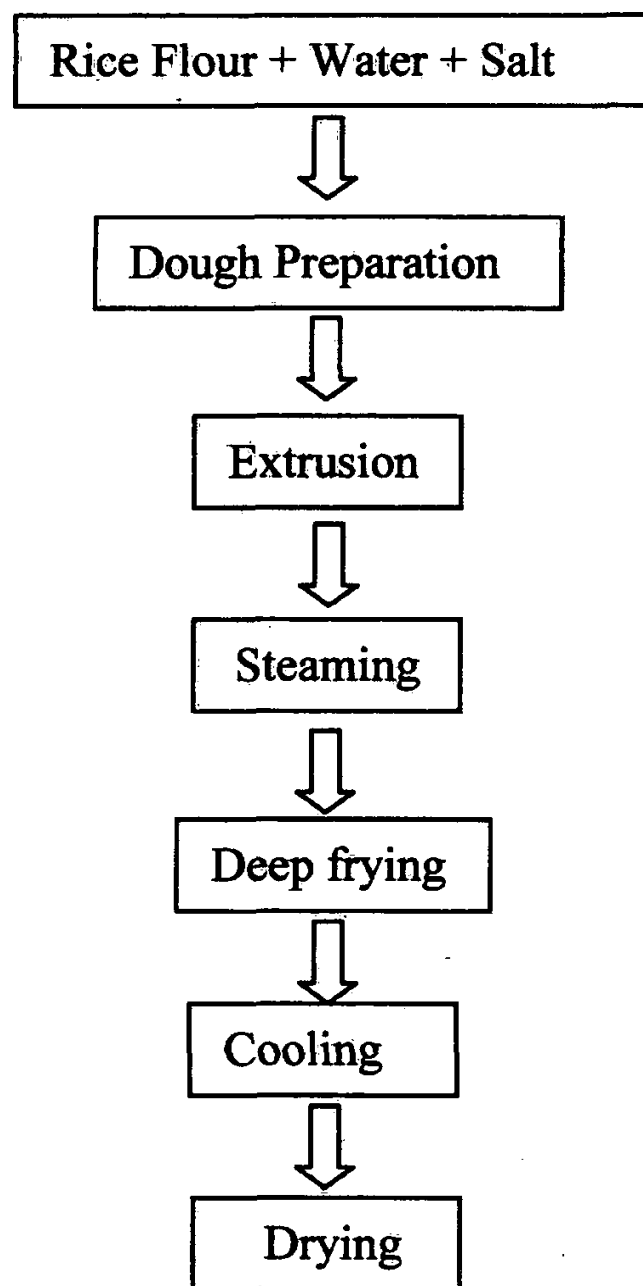 Rice Flour + Water + Salt
Dough Preparation
Extrusion
Steaming
Deep frying
Cooling
Drying